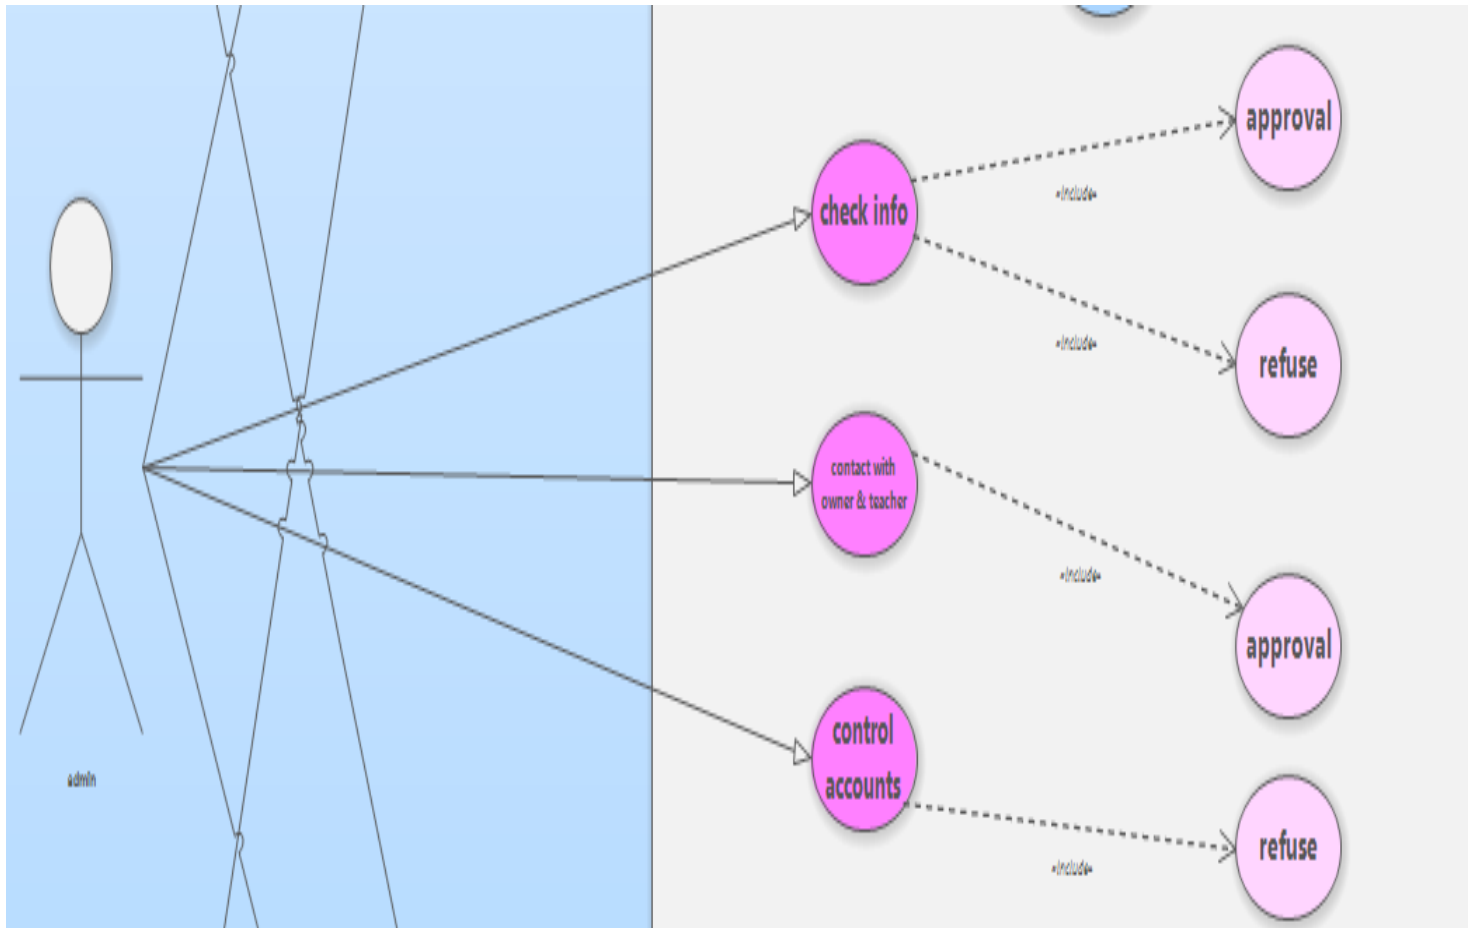 approval
«include»
check info
«include»
refuse
contact with
owner & teacher
«include»
approval
control
accounts
admin
«include»
refuse